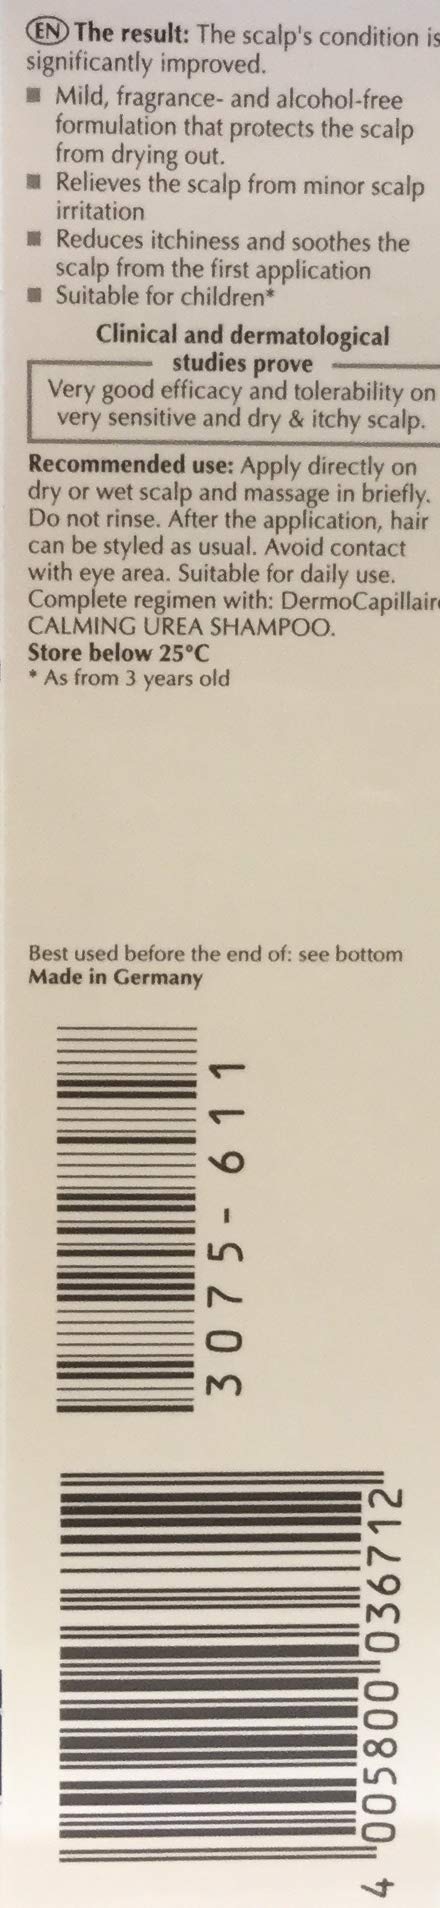 EN The result: The scalp's condition is
significantly improved.
■ Mild, fragrance- and alcohol-free
formulation that protects the scalp
from drying out.
■ Relieves the scalp from minor scalp
irritation
■ Reduces itchiness and soothes the
scalp from the first application
■ Suitable for children*
Clinical and dermatological
studies prove
Very good efficacy and tolerability on
very sensitive and dry & itchy scalp.
Recommended use: Apply directly on
dry or wet scalp and massage in briefly.
Do not rinse. After the application, hair
can be styled as usual. Avoid contact
with eye area. Suitable for daily use.
Complete regimen with: DermoCapillaire
CALMING UREA SHAMPOO.
Store below 25°C
* As from 3 years old
Best used before the end of: see bottom
Made in Germany
3075-611
4 005800 036712